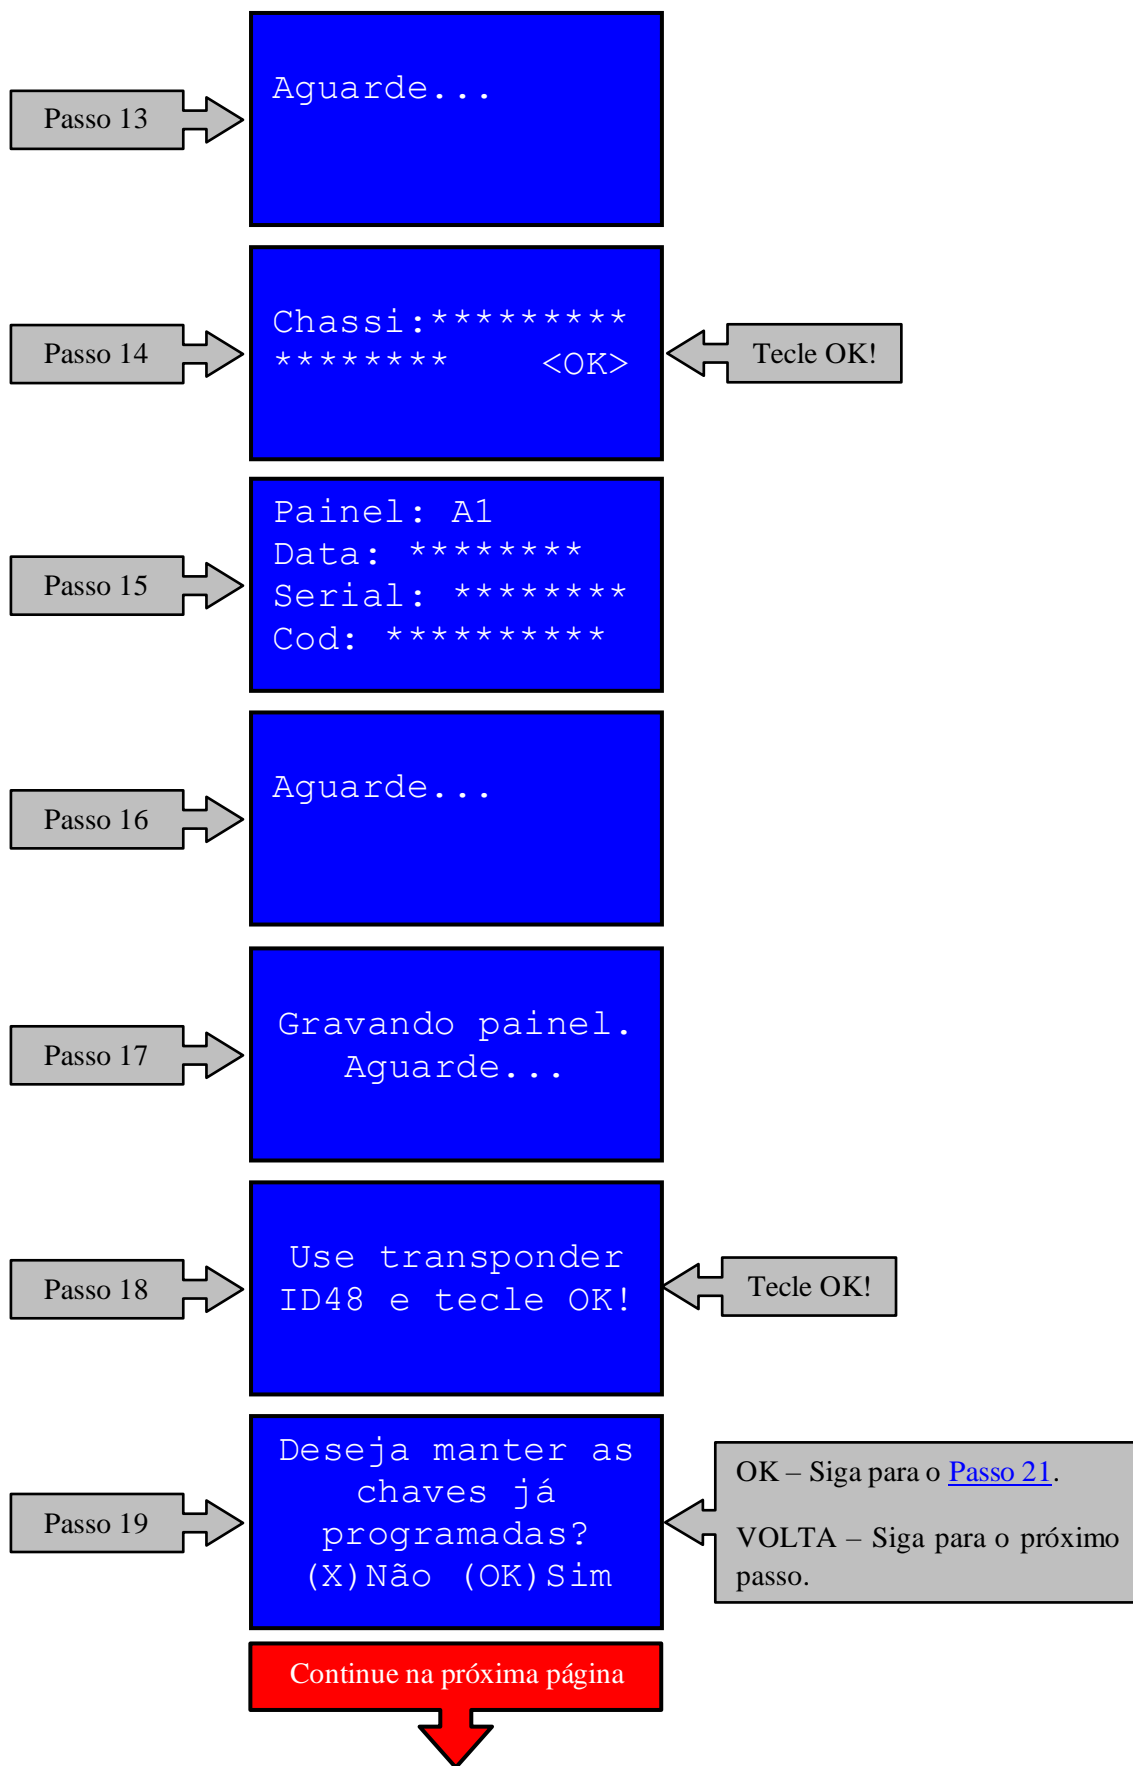 Passo 13
Aguarde...
Passo 14
Chassi:*********
******** <OK>
Tecle OK!
Passo 15
Painel: A1
Data: ********
Serial: ********
Cod: **********
Passo 16
Aguarde...
Passo 17
Gravando painel.
Aguarde...
Passo 18
Use transponder
ID48 e tecle OK!
Tecle OK!
Passo 19
Deseja manter as
chaves já
programadas?
(X)Não (OK)Sim
OK – Siga para o Passo 21.
VOLTA – Siga para o próximo
passo.
Continue na próxima página